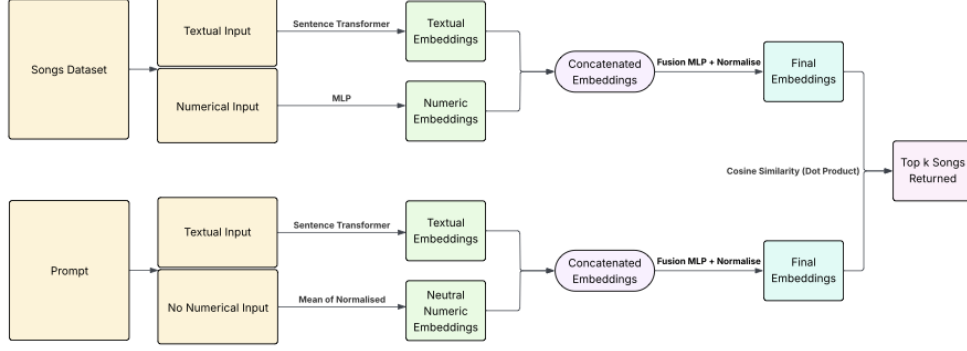 Songs Dataset
Textual Input
Numerical Input
Sentence Transformer
MLP
Textual
Embeddings
Numeric
Embeddings
Concatenated
Embeddings
Fusion MLP + Normalise
Final
Embeddings
Cosine Similarity (Dot Product)
Top k Songs
Returned
Prompt
Textual Input
No Numerical Input
Sentence Transformer
Mean of Normalised
Textual
Embeddings
Neutral
Numeric
Embeddings
Concatenated
Embeddings
Fusion MLP + Normalise
Final
Embeddings